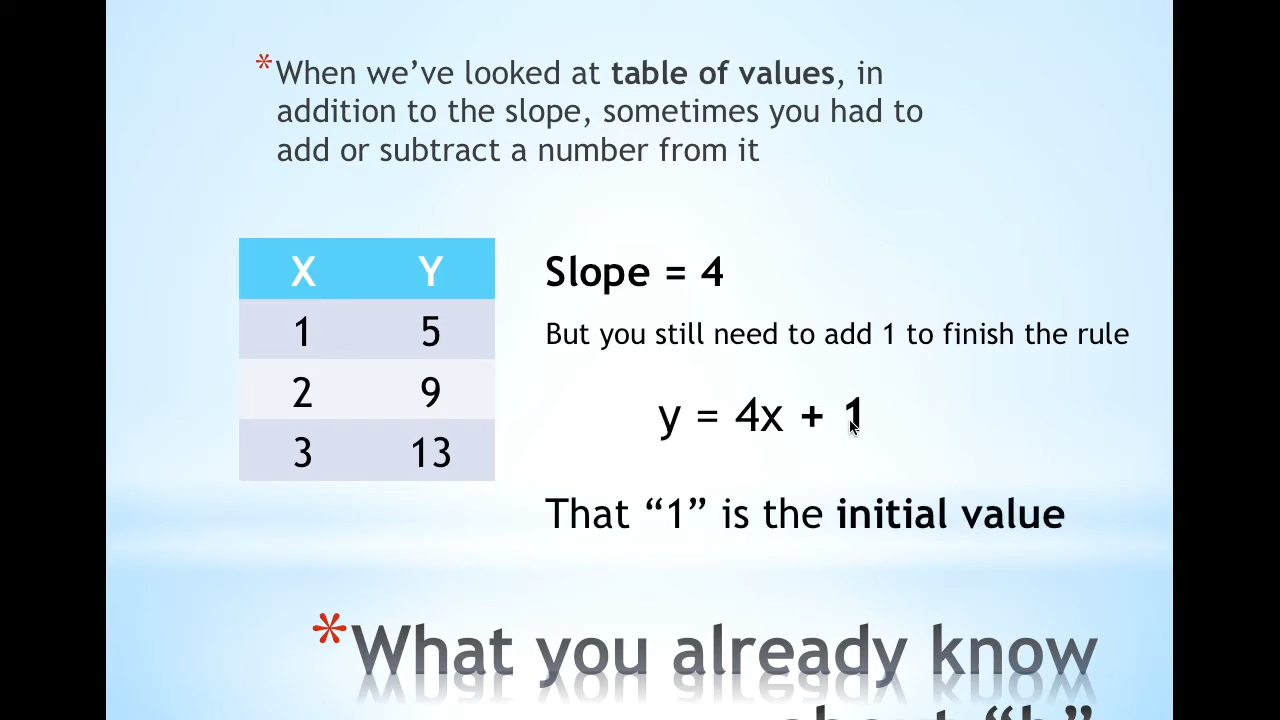 *When we’ve looked at table of values, in
addition to the slope, sometimes you had to
add or subtract a number from it
X Y
1 5
2 9
3 13
Slope = 4
But you still need to add 1 to finish the rule
y = 4x + 1
That “1” is the initial value
*What you already know
about “b”